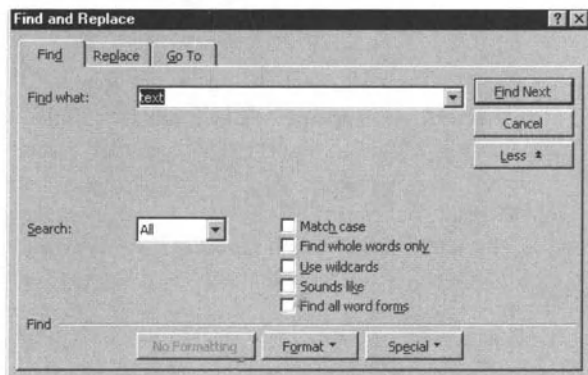 Find and Replace
Find Replace Go To
Find what: text Find Next
Cancel
Less
Search: All Match case
Find whole words only
Use wildcards
Sounds like
Find all word forms
Find
No Formatting Format Special